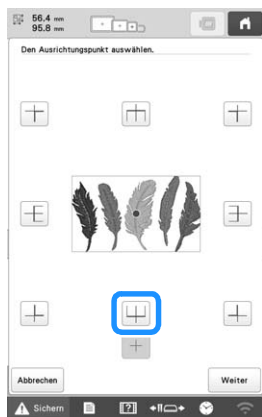 56.4 mm
95.8 mm
Den Ausrichtungspunkt auswählen.
Abbrechen
Weiter
Sichern